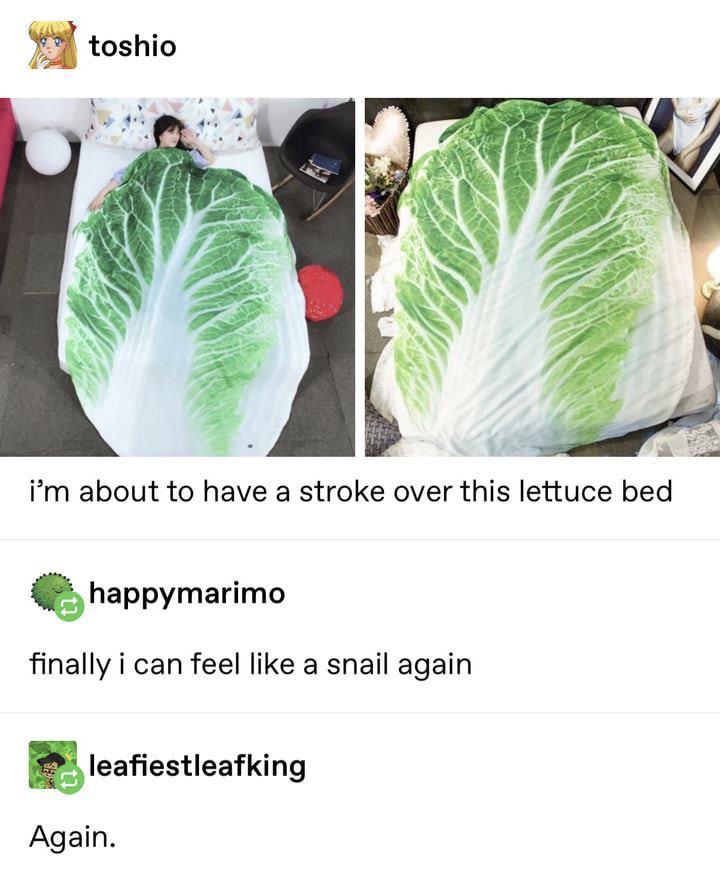 toshio
i’m about to have a stroke over this lettuce bed
happymarimo
finally i can feel like a snail again
leafiestleafking
Again.